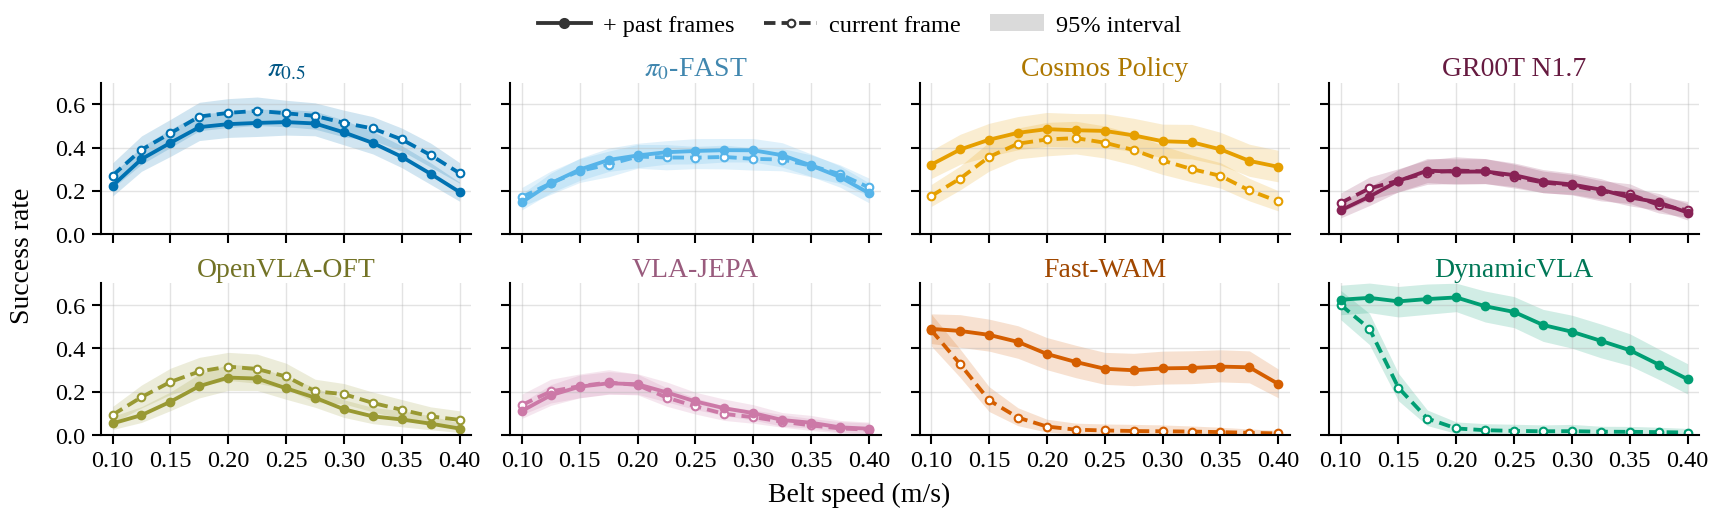 + past frames current frame 95% interval
π0.5 π0-FAST Cosmos Policy GR00T N1.7
0.6
0.4
0.2
0.0
OpenVLA-OFT VLA-JEPA Fast-WAM DynamicVLA
0.6
0.4
0.2
0.0
0.10 0.15 0.20 0.25 0.30 0.35 0.40 0.10 0.15 0.20 0.25 0.30 0.35 0.40 0.10 0.15 0.20 0.25 0.30 0.35 0.40 0.10 0.15 0.20 0.25 0.30 0.35 0.40
Success rate
Belt speed (m/s)